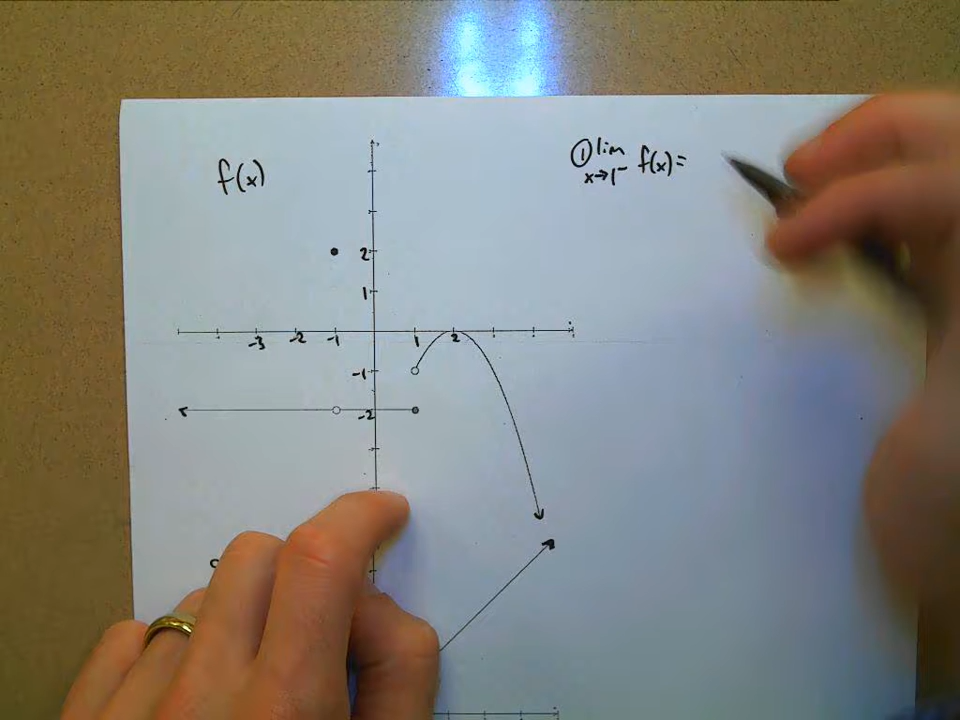 f(x)
① lim f(x)=
x→1⁻
2
1
-3 -2 -1 1 2
-1
-2